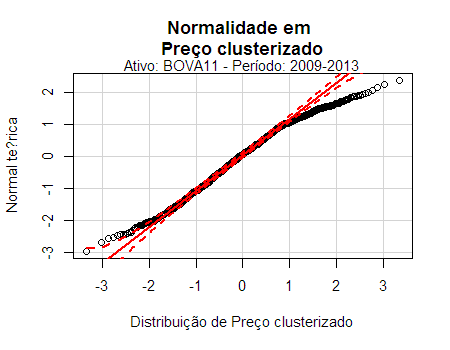 Normalidade em
Preço clusterizado
Ativo: BOVA11 - Período: 2009-2013
Normal te?rica
2
1
0
-1
-2
-3
-3 -2 -1 0 1 2 3
Distribuição de Preço clusterizado